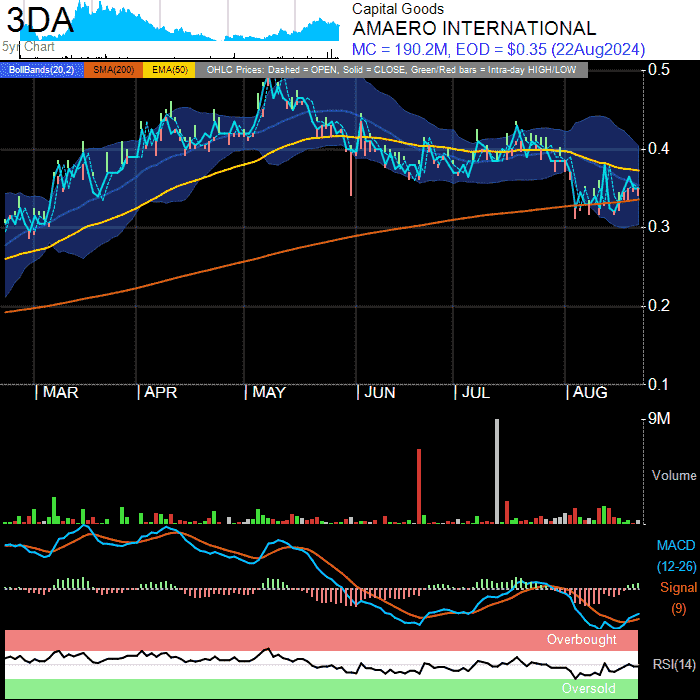 3DA
5yr Chart
Capital Goods
AMAERO INTERNATIONAL
MC = 190.2M, EOD = $0.35 (22Aug2024)
BollBands(20,2) SMA(200) EMA(50) OHLC Prices: Dashed = OPEN, Solid = CLOSE, Green/Red bars = Intra-day HIGH/LOW
0.5
0.4
0.3
0.2
0.1
MAR APR MAY JUN JUL AUG
9M
Volume
MACD
(12-26)
Signal
(9)
Overbought
RSI(14)
Oversold